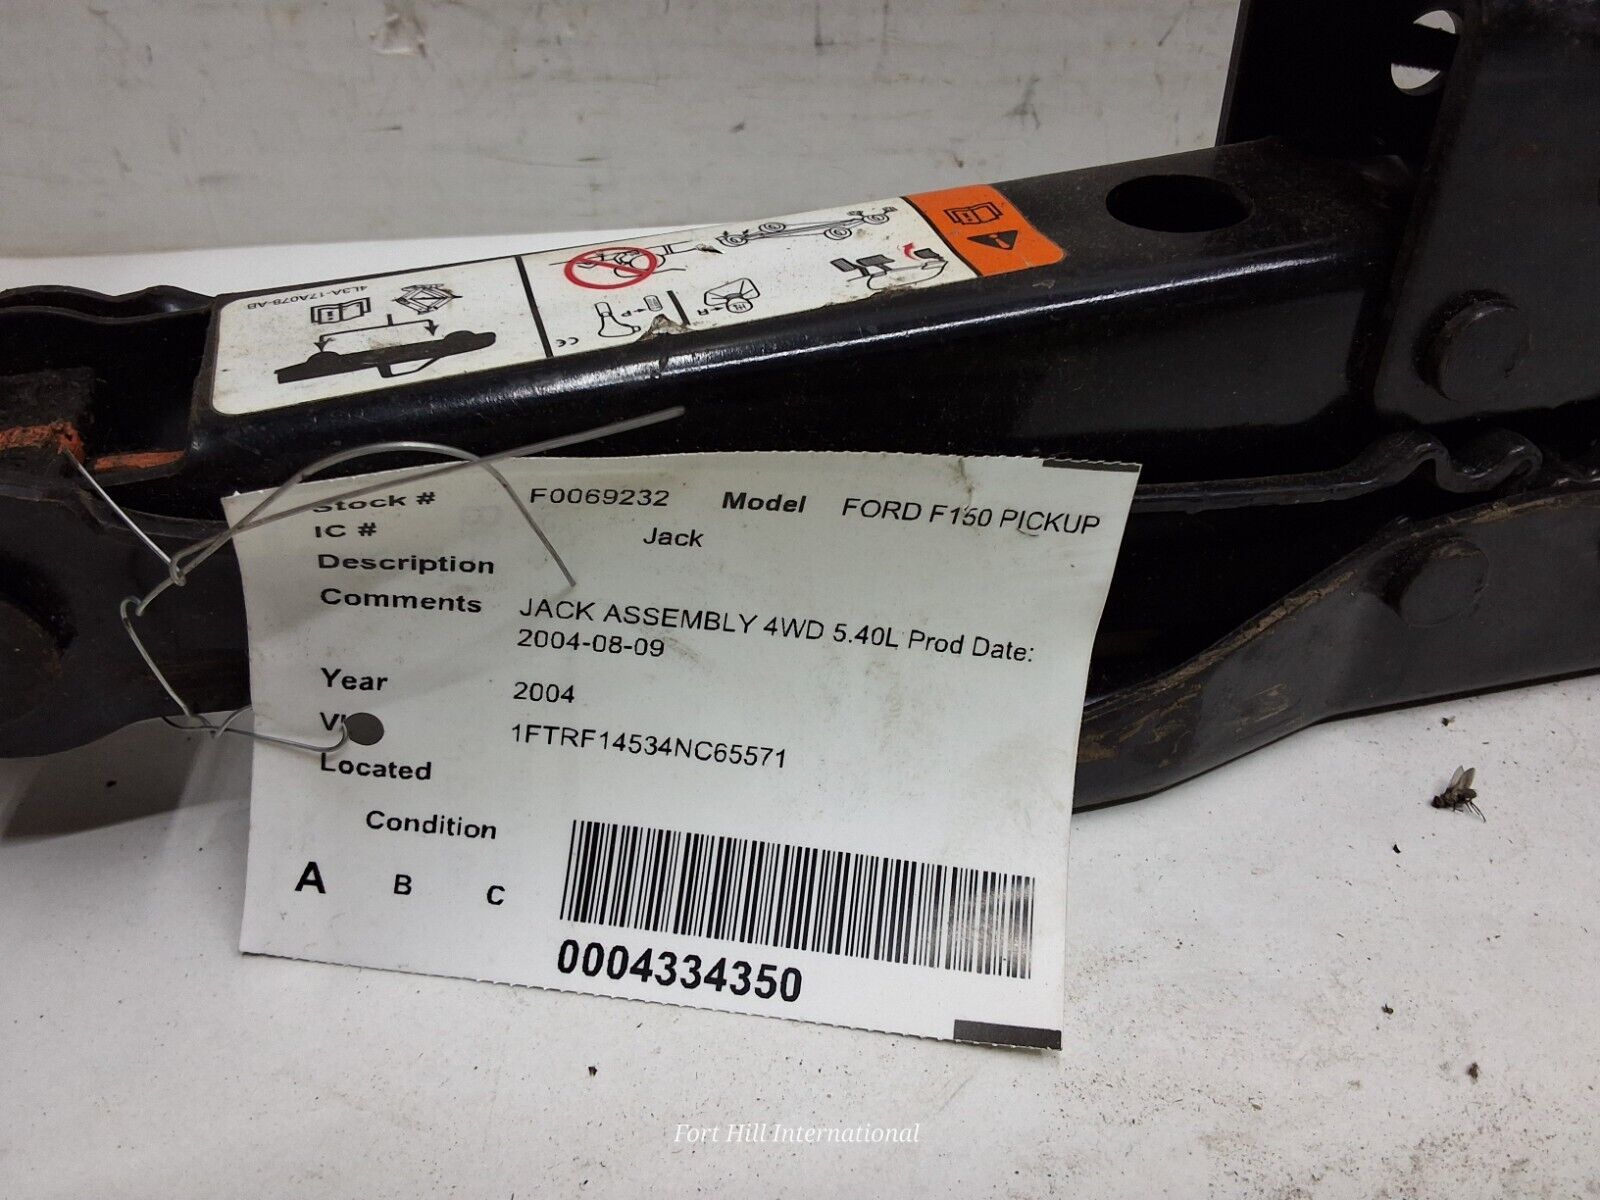 4L3A-17A078-AB
CE
Stock # F0069232 Model FORD F150 PICKUP
IC # Jack
Description
Comments JACK ASSEMBLY 4WD 5.40L Prod Date:
2004-08-09
Year 2004
1FTRF14534NC65571
Located
Condition
A B C
0004334350
Fort Hill International